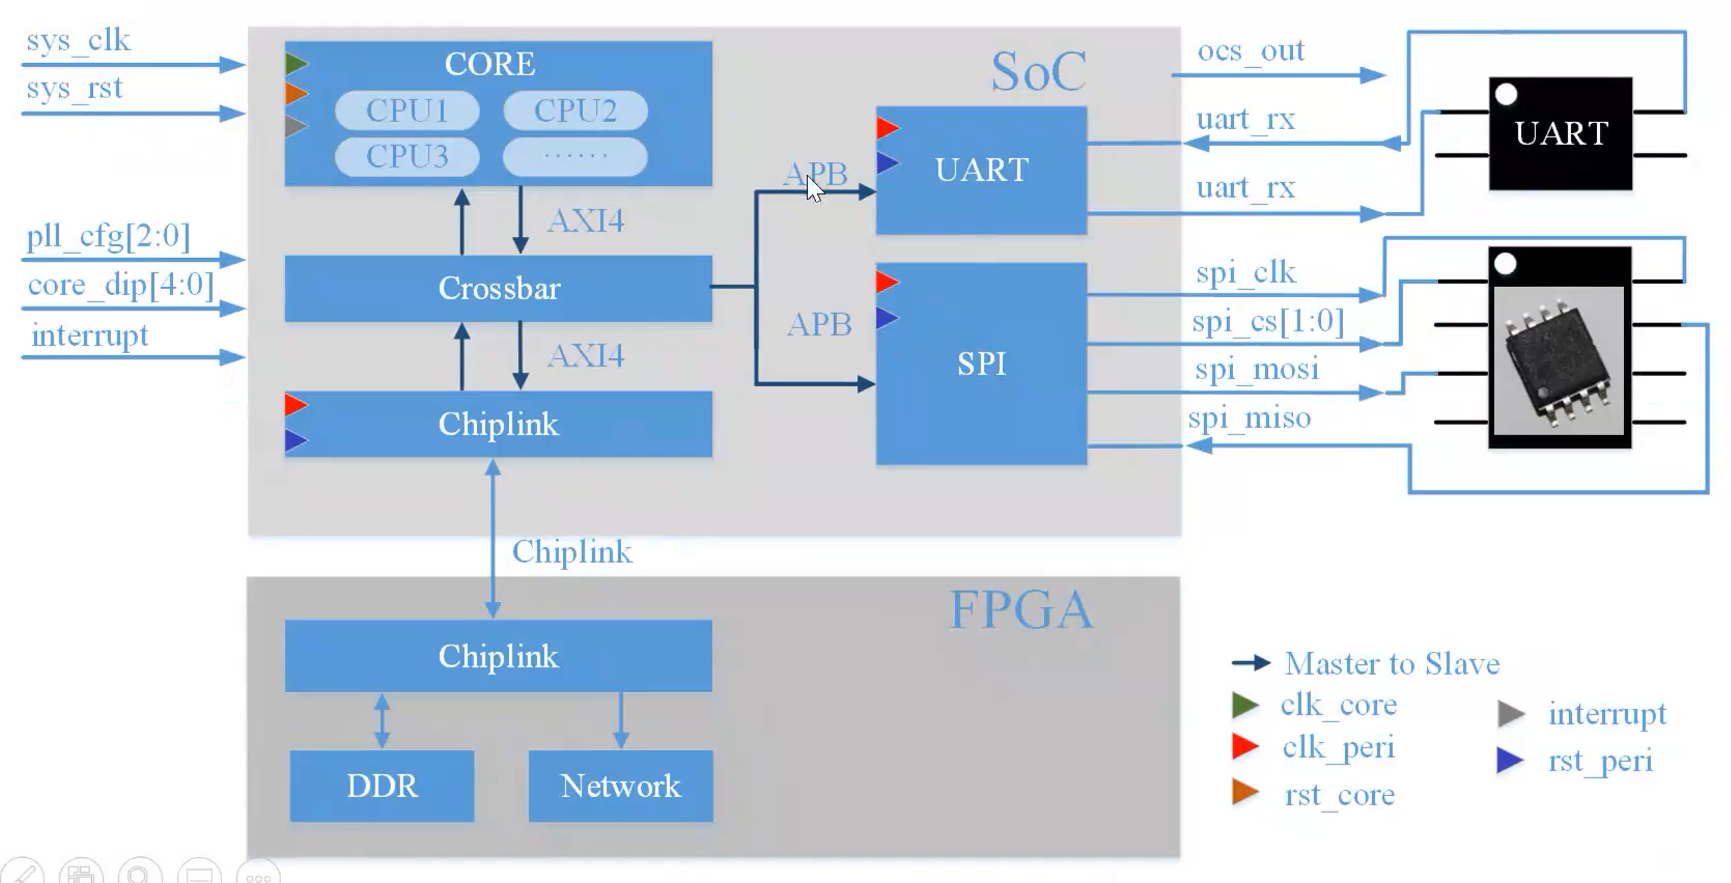 sys_clk
sys_rst
pll_cfg[2:0]
core_dip[4:0]
interrupt
SoC
CORE
CPU1
CPU2
CPU3
······
AXI4
Crossbar
AXI4
Chiplink
APB
UART
APB
SPI
ocs_out
uart_rx
uart_rx
spi_clk
spi_cs[1:0]
spi_mosi
spi_miso
UART
Chiplink
FPGA
Chiplink
DDR
Network
Master to Slave
clk_core
clk_peri
rst_core
interrupt
rst_peri